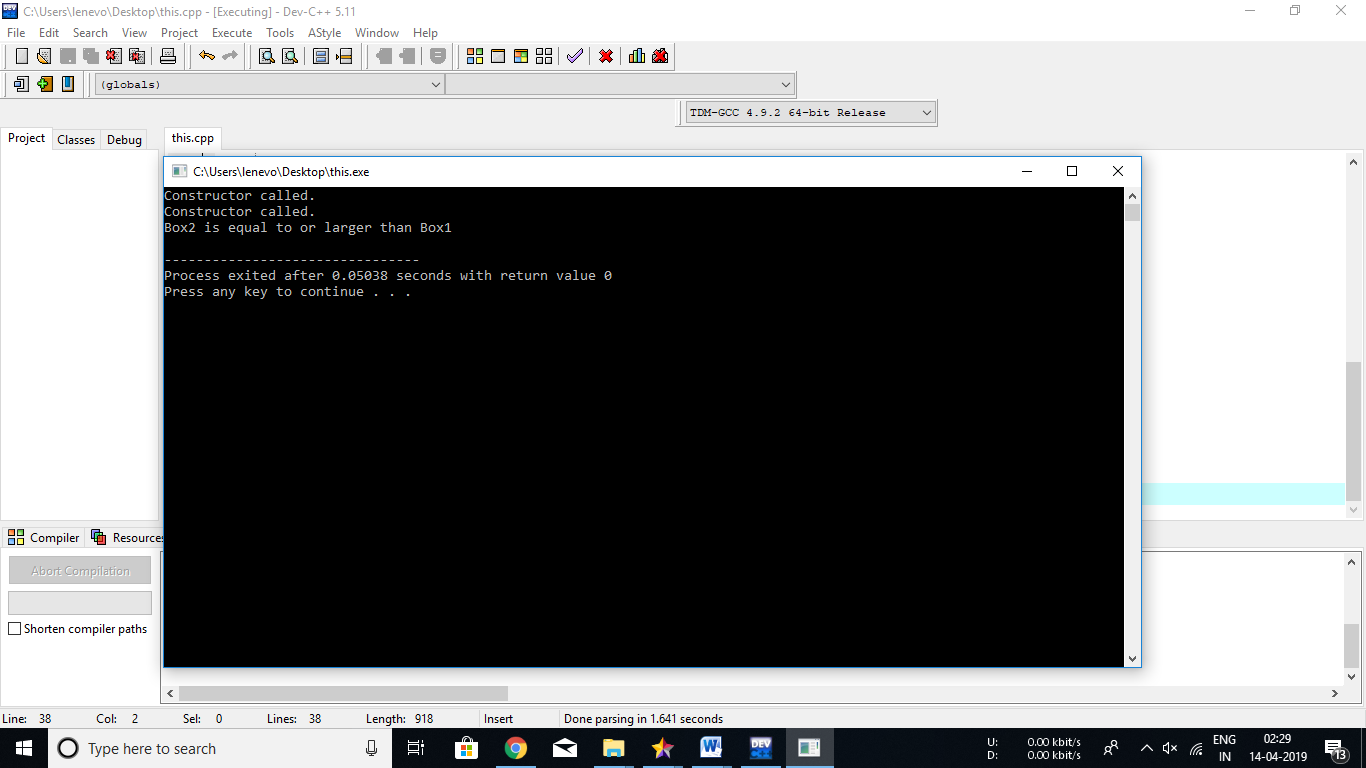 C:\Users\lenevo\Desktop\this.cpp - [Executing] - Dev-C++ 5.11
File Edit Search View Project Execute Tools AStyle Window Help
(globals)
TDM-GCC 4.9.2 64-bit Release
Project Classes Debug
this.cpp
C:\Users\lenevo\Desktop\this.exe
Constructor called.
Constructor called.
Box2 is equal to or larger than Box1
--------------------------------
Process exited after 0.05038 seconds with return value 0
Press any key to continue . . .
Compiler Resources
Abort Compilation
Shorten compiler paths
Line: 38 Col: 2 Sel: 0 Lines: 38 Length: 918 Insert Done parsing in 1.641 seconds
Type here to search
U: 0.00 kbit/s
D: 0.00 kbit/s
ENG
IN
02:29
14-04-2019
13